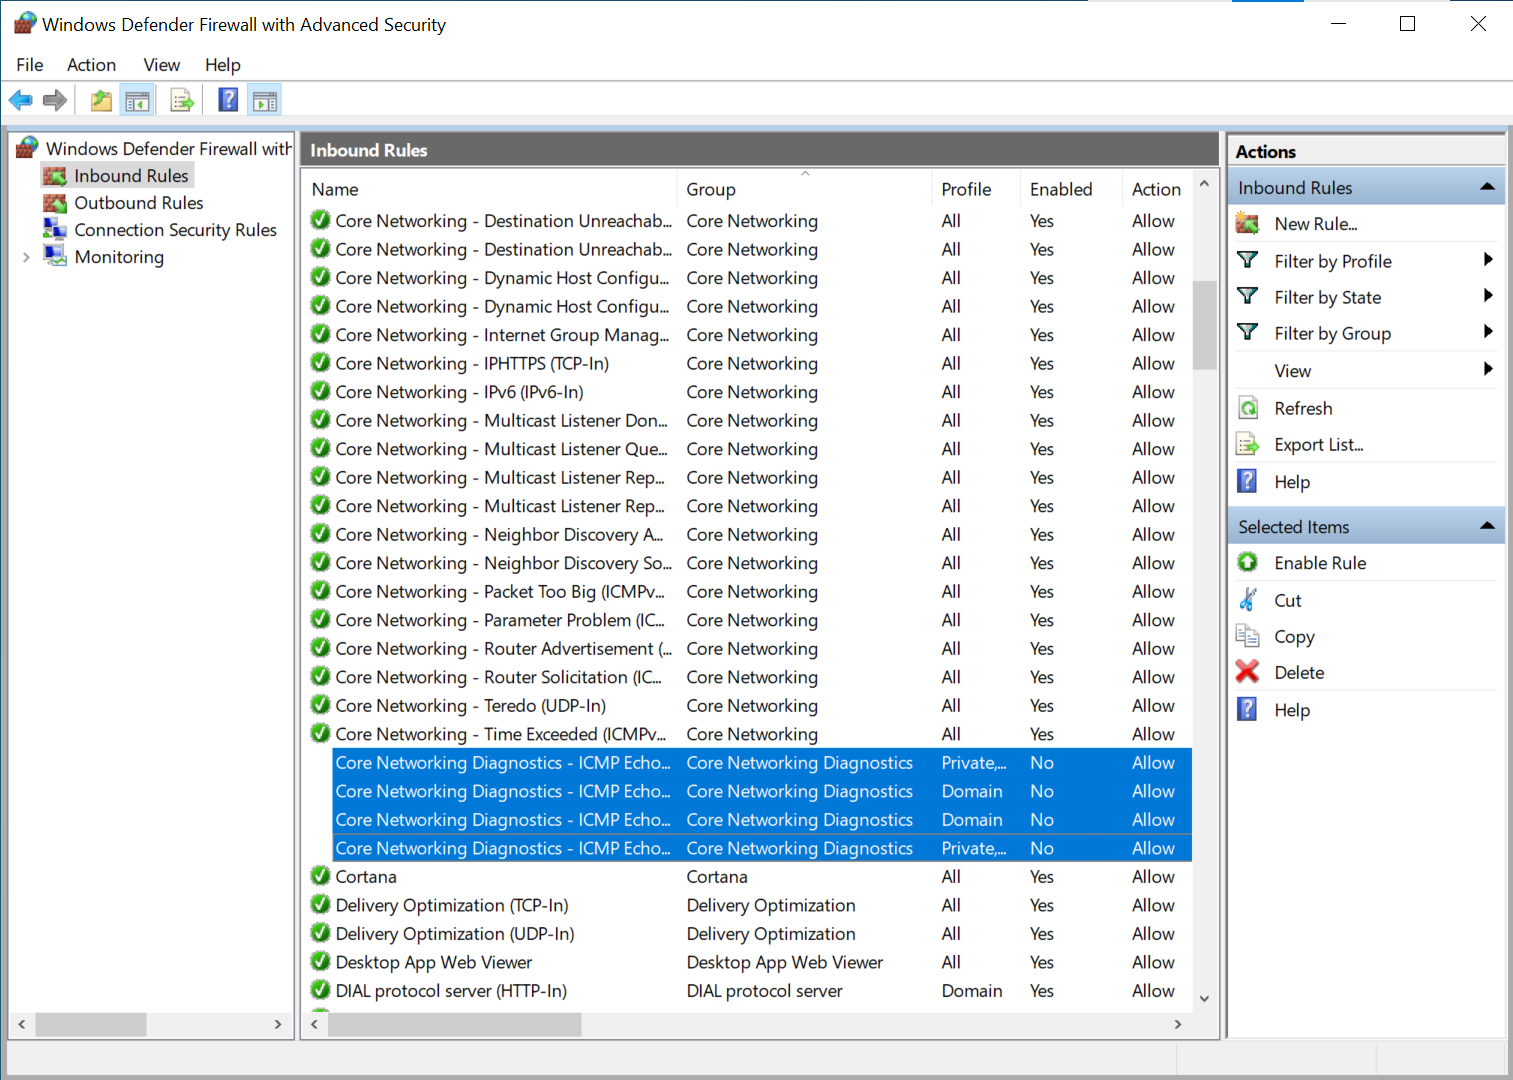 Windows Defender Firewall with Advanced Security
File Action View Help
Windows Defender Firewall with
Inbound Rules
Outbound Rules
Connection Security Rules
Monitoring
Inbound Rules
Name Group Profile Enabled Action
Core Networking - Destination Unreachab... Core Networking All Yes Allow
Core Networking - Destination Unreachab... Core Networking All Yes Allow
Core Networking - Dynamic Host Configu... Core Networking All Yes Allow
Core Networking - Dynamic Host Configu... Core Networking All Yes Allow
Core Networking - Internet Group Manag... Core Networking All Yes Allow
Core Networking - IPHTTPS (TCP-In) Core Networking All Yes Allow
Core Networking - IPv6 (IPv6-In) Core Networking All Yes Allow
Core Networking - Multicast Listener Don... Core Networking All Yes Allow
Core Networking - Multicast Listener Que... Core Networking All Yes Allow
Core Networking - Multicast Listener Rep... Core Networking All Yes Allow
Core Networking - Multicast Listener Rep... Core Networking All Yes Allow
Core Networking - Neighbor Discovery A... Core Networking All Yes Allow
Core Networking - Neighbor Discovery So... Core Networking All Yes Allow
Core Networking - Packet Too Big (ICMPv... Core Networking All Yes Allow
Core Networking - Parameter Problem (IC... Core Networking All Yes Allow
Core Networking - Router Advertisement (... Core Networking All Yes Allow
Core Networking - Router Solicitation (IC... Core Networking All Yes Allow
Core Networking - Teredo (UDP-In) Core Networking All Yes Allow
Core Networking - Time Exceeded (ICMPv... Core Networking All Yes Allow
Core Networking Diagnostics - ICMP Echo... Core Networking Diagnostics Private,... No Allow
Core Networking Diagnostics - ICMP Echo... Core Networking Diagnostics Domain No Allow
Core Networking Diagnostics - ICMP Echo... Core Networking Diagnostics Domain No Allow
Core Networking Diagnostics - ICMP Echo... Core Networking Diagnostics Private,... No Allow
Cortana Cortana All Yes Allow
Delivery Optimization (TCP-In) Delivery Optimization All Yes Allow
Delivery Optimization (UDP-In) Delivery Optimization All Yes Allow
Desktop App Web Viewer Desktop App Web Viewer All Yes Allow
DIAL protocol server (HTTP-In) DIAL protocol server Domain Yes Allow
Actions
Inbound Rules
New Rule...
Filter by Profile
Filter by State
Filter by Group
View
Refresh
Export List...
Help
Selected Items
Enable Rule
Cut
Copy
Delete
Help